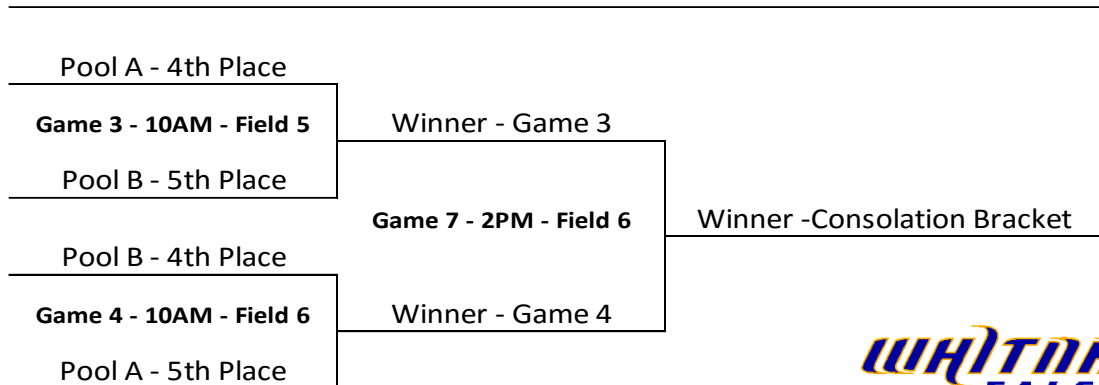 Pool A - 4th Place
Game 3 - 10AM - Field 5
Winner - Game 3
Pool B - 5th Place
Game 7 - 2PM - Field 6
Winner -Consolation Bracket
Pool B - 4th Place
Game 4 - 10AM - Field 6
Winner - Game 4
Pool A - 5th Place